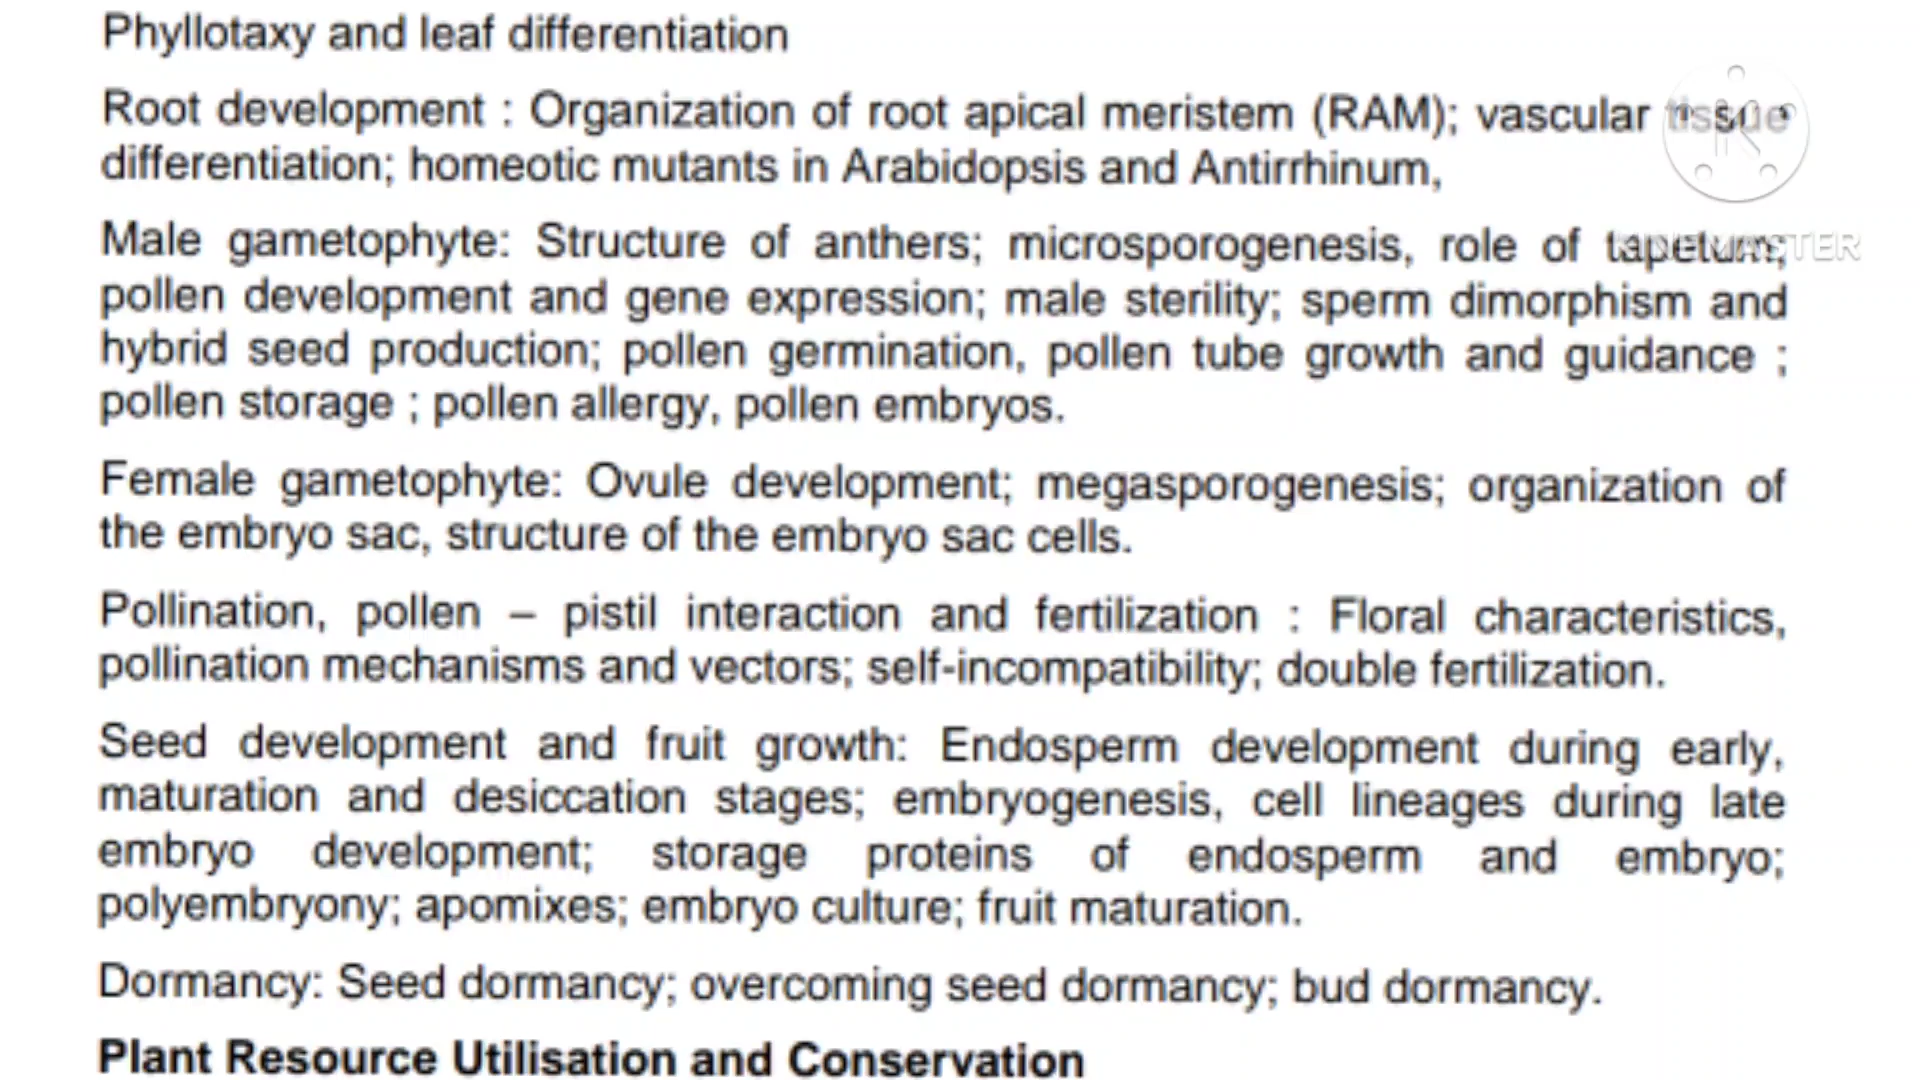 Phyllotaxy and leaf differentiation
Root development : Organization of root apical meristem (RAM); vascular tissue
differentiation; homeotic mutants in Arabidopsis and Antirrhinum,
Male gametophyte: Structure of anthers; microsporogenesis, role of tapetum;
KINEMASTER
pollen development and gene expression; male sterility; sperm dimorphism and
hybrid seed production; pollen germination, pollen tube growth and guidance ;
pollen storage ; pollen allergy, pollen embryos.
Female gametophyte: Ovule development; megasporogenesis; organization of
the embryo sac, structure of the embryo sac cells.
Pollination, pollen – pistil interaction and fertilization : Floral characteristics,
pollination mechanisms and vectors; self-incompatibility; double fertilization.
Seed development and fruit growth: Endosperm development during early,
maturation and desiccation stages; embryogenesis, cell lineages during late
embryo development; storage proteins of endosperm and embryo;
polyembryony; apomixes; embryo culture; fruit maturation.
Dormancy: Seed dormancy; overcoming seed dormancy; bud dormancy.
Plant Resource Utilisation and Conservation